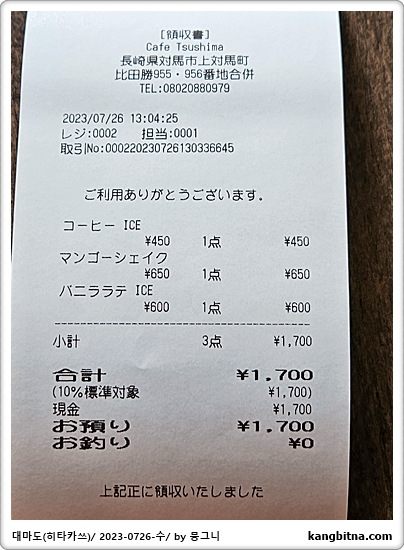 [領収書]
Cafe Tsushima
長崎県対馬市上対馬町
比田勝955・956番地合併
TEL:08020880979
2023/07/26 13:04:25
レジ:0002 担当:0001
取引No:000220230726130336645
ご利用ありがとうございます。
コーヒー ICE
¥450 1点 ¥450
マンゴーシェイク
¥650 1点 ¥650
バニララテ ICE
¥600 1点 ¥600
小計 3点 ¥1,700
合計 ¥1,700
(10%標準対象 ¥1,700)
現金 ¥1,700
お預り ¥1,700
お釣り ¥0
上記正に領収いたしました
대마도(히타카쓰)/ 2023-0726-수/ by 뭉그니
kangbitna.com